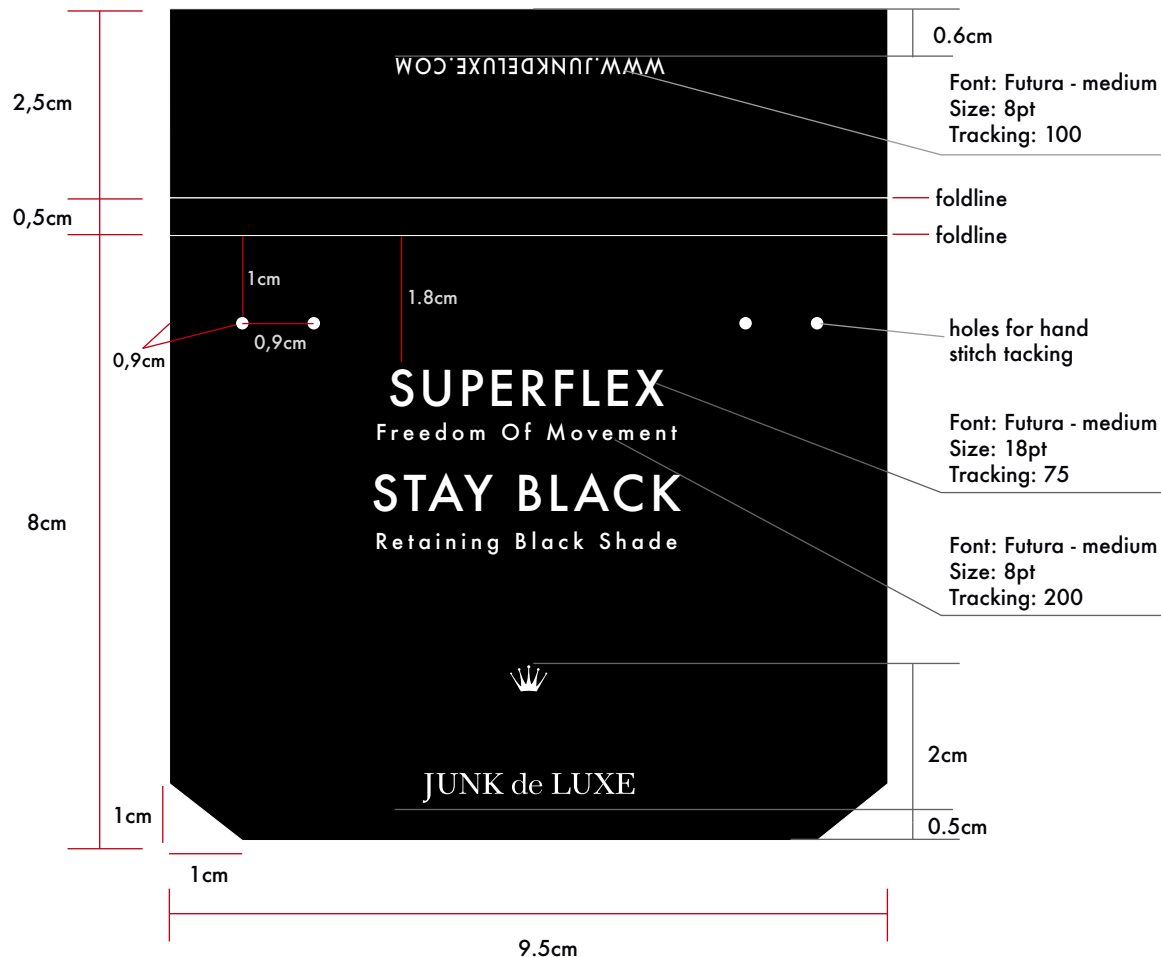 0.6cm
WWW.JUNKDELUXE.COM
Font: Futura - medium
Size: 8pt
Tracking: 100
2,5cm
foldline
0,5cm
foldline
1cm
1.8cm
0,9cm
0,9cm
holes for hand
stitch tacking
SUPERFLEX
Freedom Of Movement
Font: Futura - medium
Size: 18pt
Tracking: 75
STAY BLACK
Retaining Black Shade
8cm
Font: Futura - medium
Size: 8pt
Tracking: 200
2cm
JUNK de LUXE
1cm
0.5cm
1cm
9.5cm